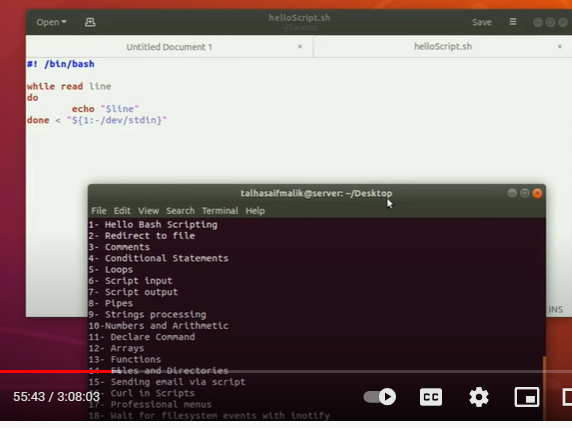 Open helloScript.sh Save
~/Desktop
Untitled Document 1 × helloScript.sh ×
#! /bin/bash
while read line
do
echo "$line"
done < "${1:-/dev/stdin}"
talhasaifmalik@server: ~/Desktop
File Edit View Search Terminal Help
1- Hello Bash Scripting
2- Redirect to file
3- Comments
4- Conditional Statements
5- Loops
6- Script input
7- Script output
8- Pipes
9- Strings processing
10-Numbers and Arithmetic
11- Declare Command
12- Arrays
13- Functions
14- Files and Directories
15- Sending email via script
16- Curl in Scripts
17- Professional menus
18- Wait for filesystem events with inotify
INS
55:43 / 3:08:03 CC